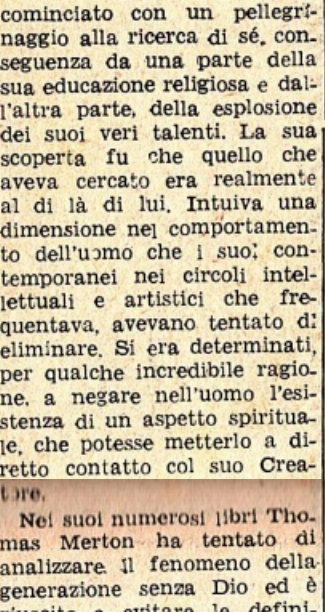 cominciato con un pellegri-
naggio alla ricerca di sé, con-
seguenza da una parte della
sua educazione religiosa e dal-
l'altra parte, della esplosione
dei suoi veri talenti. La sua
scoperta fu che quello che
aveva cercato era realmente
al di là di lui. Intuiva una
dimensione nel comportamen-
to dell'uomo che i suoi con-
temporanei nei circoli intel-
lettuali e artistici che fre-
quentava, avevano tentato di
eliminare. Si era determinati,
per qualche incredibile ragio-
ne, a negare nell'uomo l'esi-
stenza di un aspetto spiritua-
le, che potesse metterlo a di-
retto contatto col suo Crea-
tore.
Nei suoi numerosi libri Tho-
mas Merton ha tentato di
analizzare il fenomeno della
generazione senza Dio ed è
riuscito a evitare le defini-